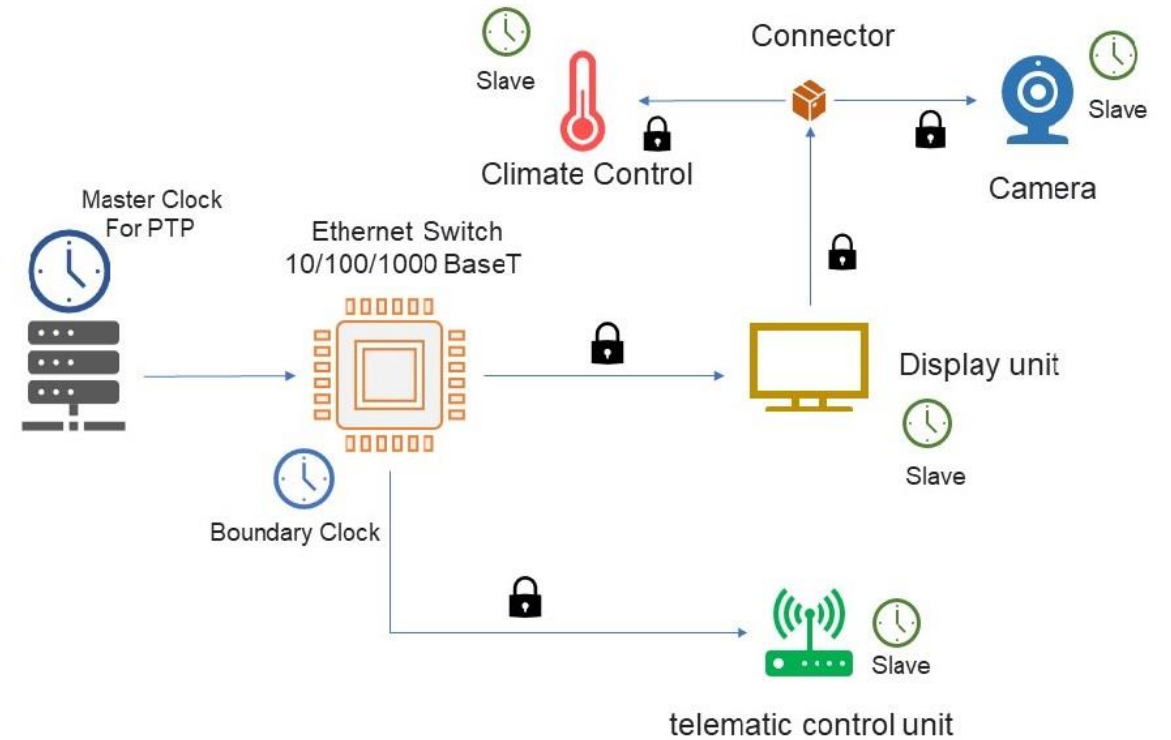 Connector
Slave
Slave
Climate Control
Camera
Master Clock
For PTP
Ethernet Switch
10/100/1000 BaseT
Display unit
Slave
Boundary Clock
Slave
telematic control unit